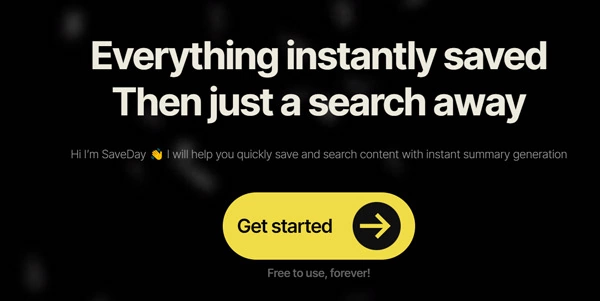 Everything instantly saved
Then just a search away
Hi I'm SaveDay 👋 I will help you quickly save and search content with instant summary generation
Get started
Free to use, forever!